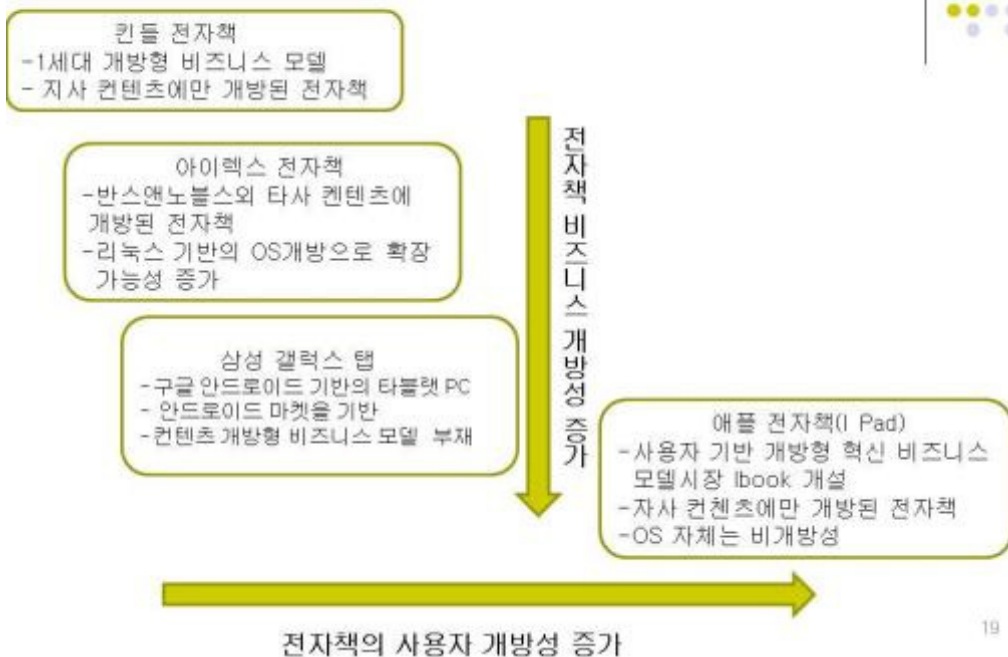 킨들 전자책
-1세대 개방형 비즈니스 모델
- 지사 컨텐츠에만 개방된 전자책
아이렉스 전자책
-반스앤노블스외 타사 켄텐츠에
개방된 전자책
-리눅스 기반의 OS개방으로 확장
가능성 증가
삼성 갤럭스 탭
-구글 안드로이드 기반의 타블랫 PC
- 안드로이드 마켓을 기반
-컨텐츠 개방형 비즈니스 모델 부재
전자책 비즈니스 개방성 증가
애플 전자책(I Pad)
-사용자 기반 개방형 혁신 비즈니스
모델시장 Ibook 개설
-자사 컨첸츠에만 개방된 전자책
-OS 자체는 비개방성
전자책의 사용자 개방성 증가
19